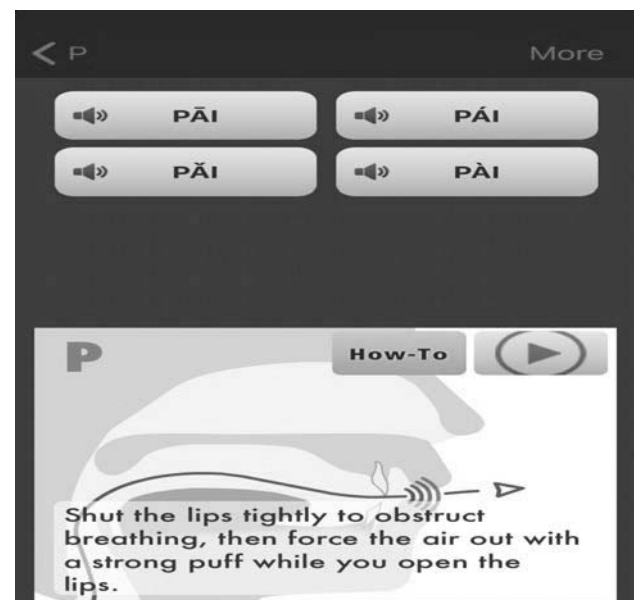 < P More
PĀI PÁI
PĂI PÀI
P How-To
Shut the lips tightly to obstruct
breathing, then force the air out with
a strong puff while you open the
lips.